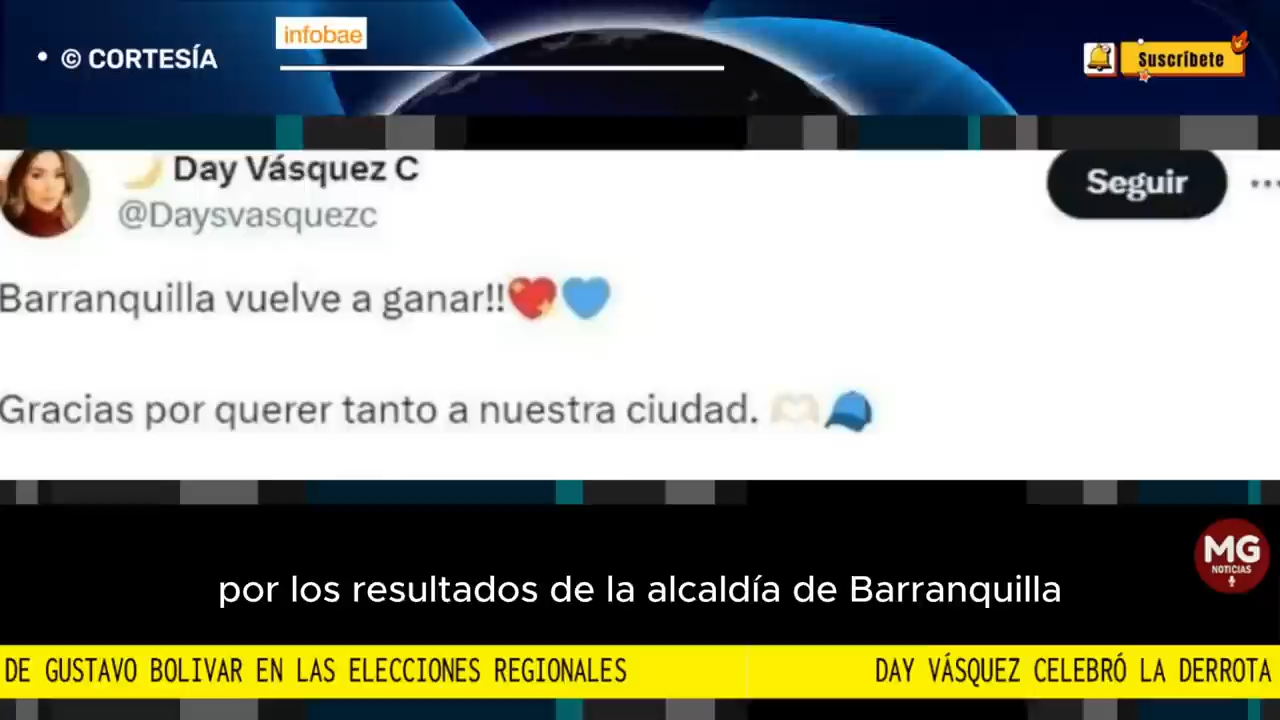 • © CORTESÍA
infobae
Suscríbete
Day Vásquez C
@Daysvasquezc
Seguir
Barranquilla vuelve a ganar!!💖💙
Gracias por querer tanto a nuestra ciudad. 🫶🏻🧢
MG
NOTICIAS
por los resultados de la alcaldía de Barranquilla
DE GUSTAVO BOLIVAR EN LAS ELECCIONES REGIONALES
DAY VÁSQUEZ CELEBRÓ LA DERROTA